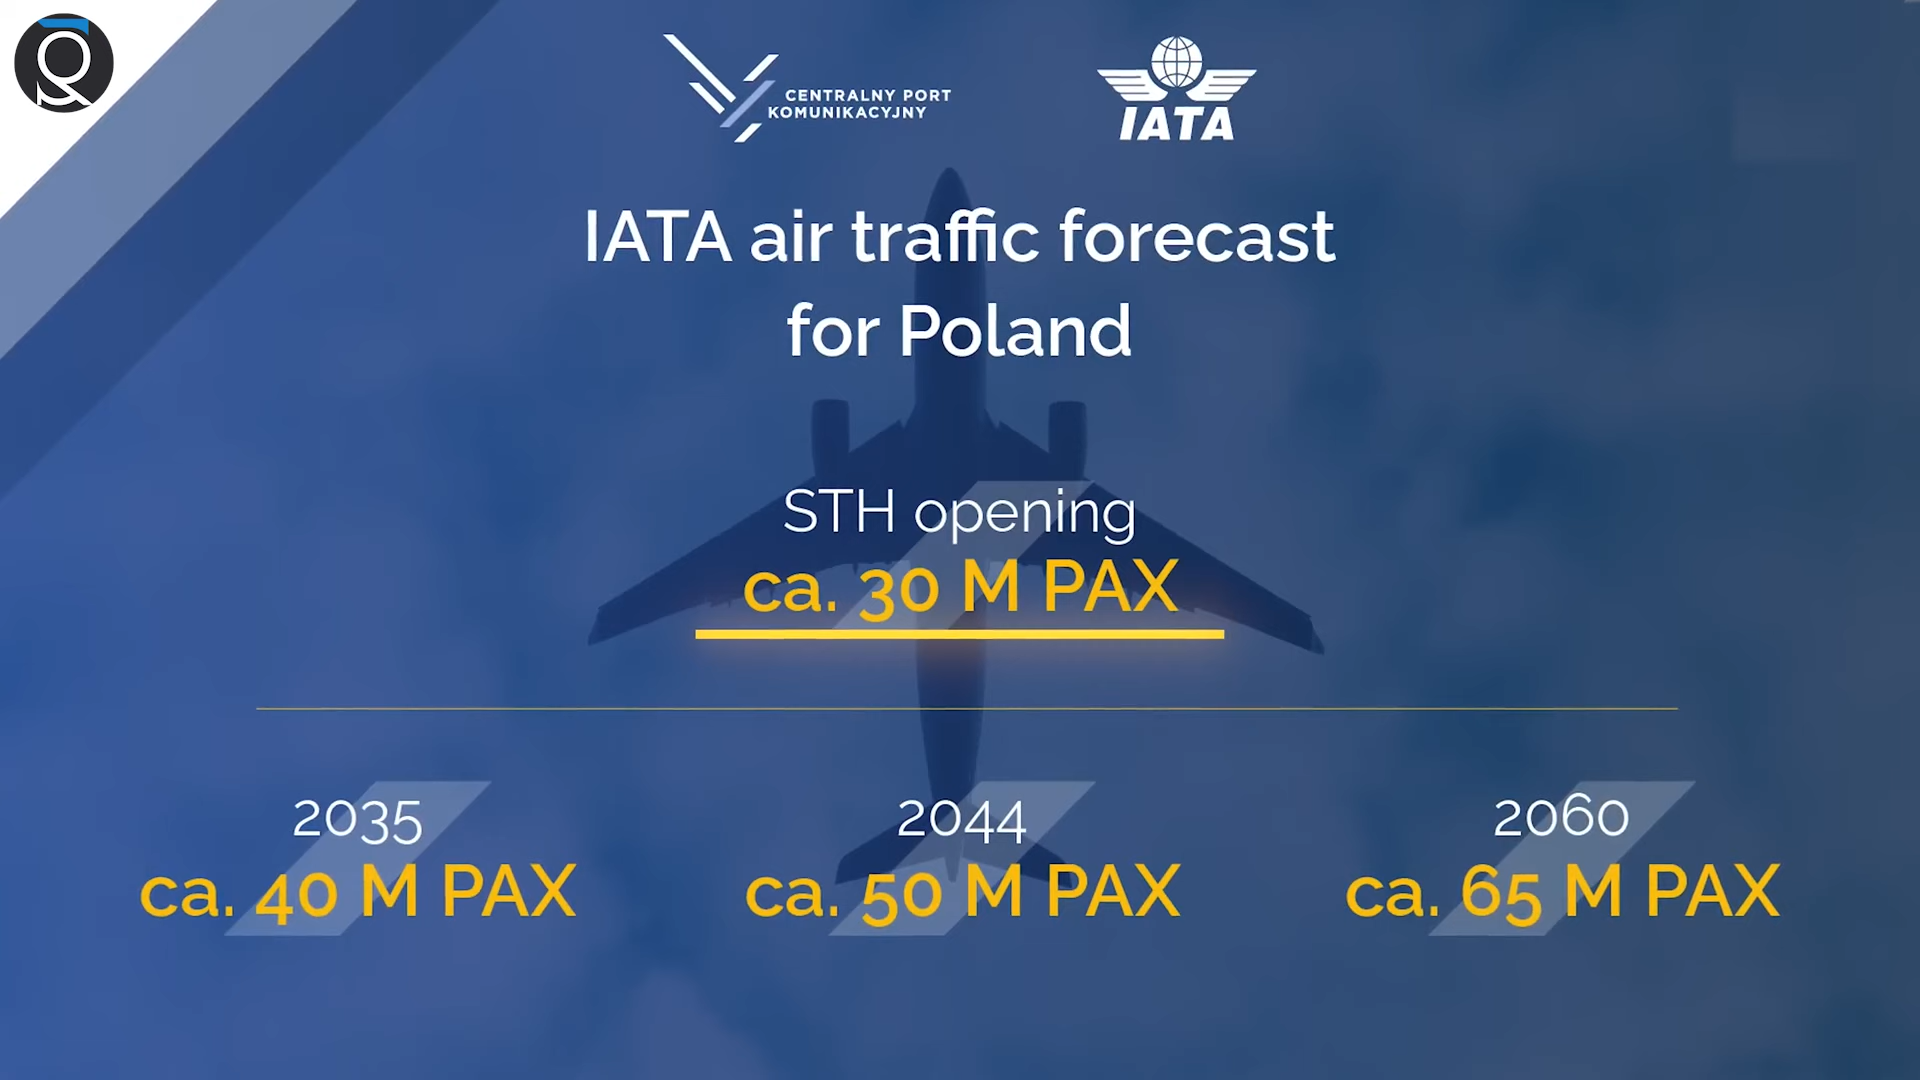 CENTRALNY PORT
KOMUNIKACYJNY
IATA
IATA air traffic forecast
for Poland
STH opening
ca. 30 M PAX
2035
ca. 40 M PAX
2044
ca. 50 M PAX
2060
ca. 65 M PAX